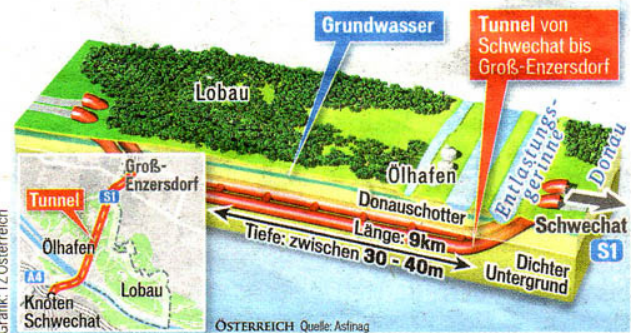 Grundwasser
Tunnel von
Schwechat bis
Groß-Enzersdorf
Lobau
Ölhafen
Entlastungs-
gerinne
Donau
Donauschotter
Schwechat
S1
Länge: 9km
Tiefe: zwischen 30 - 40m
Dichter
Untergrund
Groß-
Enzersdorf
Tunnel
S1
Ölhafen
A4
Lobau
Knoten
Schwechat
Grafik: TZ Österreich
ÖSTERREICH Quelle: Asfinag